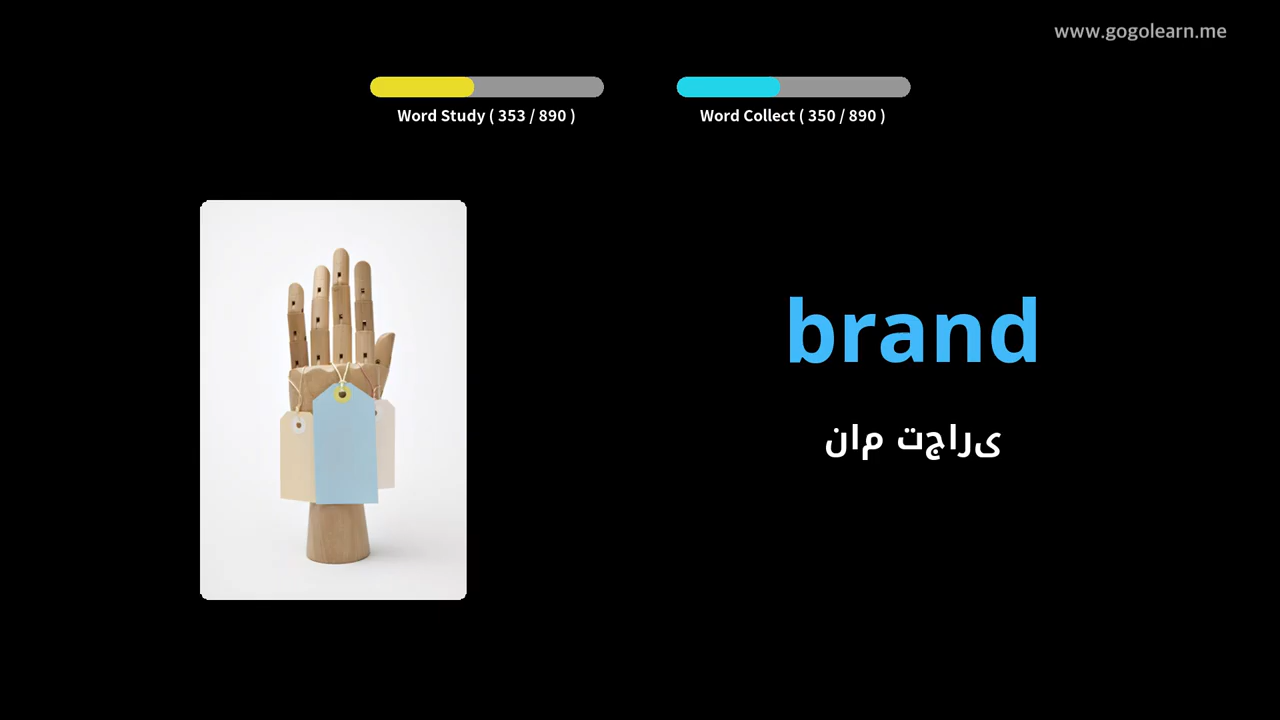 www.gogolearn.me
Word Study ( 353 / 890 )
Word Collect ( 350 / 890 )
brand
نام تجاری